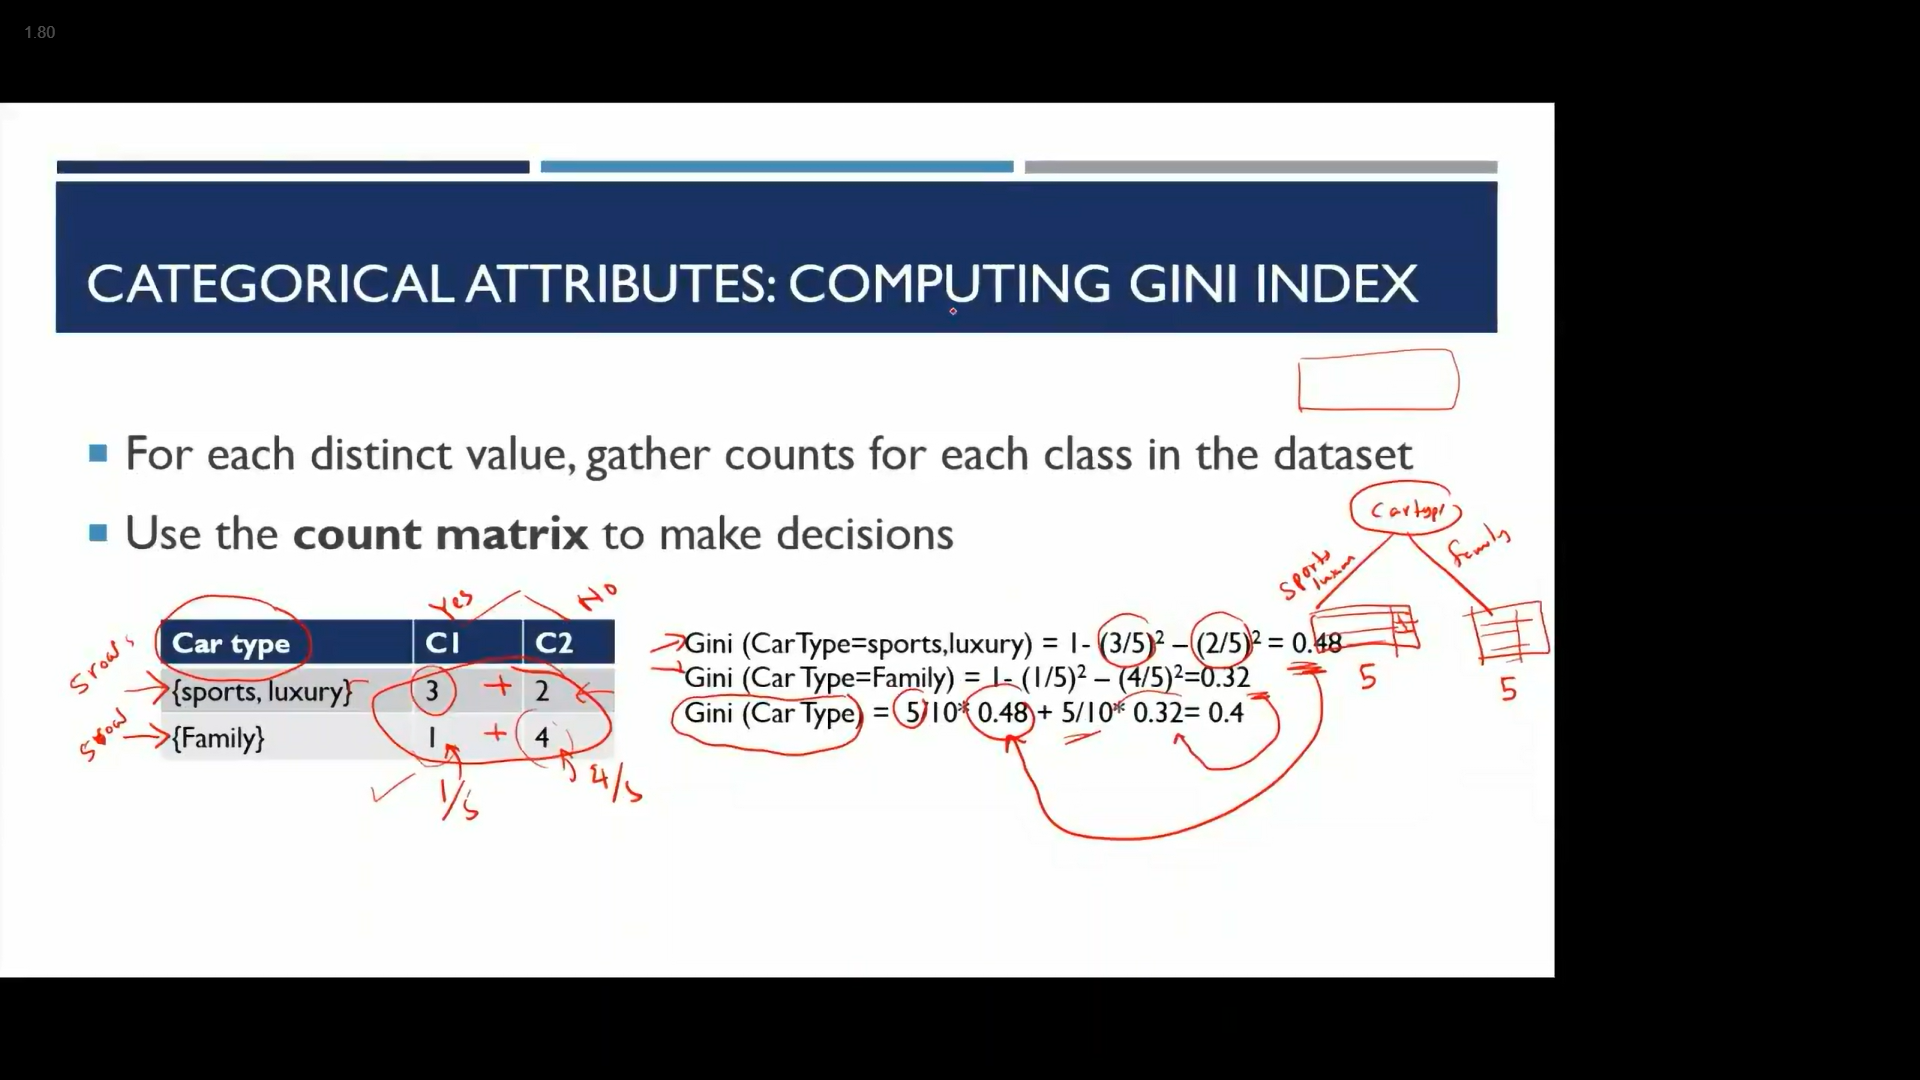 1.80
CATEGORICAL ATTRIBUTES: COMPUTING GINI INDEX
For each distinct value, gather counts for each class in the dataset
Use the count matrix to make decisions
Cartype
sports
luxury
family
Yes
No
Car type C1 C2
{sports, luxury} 3 + 2
{Family} 1 + 4
5 rows
5 row
1/5
4/5
Gini (CarType=sports,luxury) = 1- (3/5)² – (2/5)² = 0.48
Gini (Car Type=Family) = 1- (1/5)² – (4/5)²=0.32
Gini (Car Type) = 5/10* 0.48 + 5/10* 0.32= 0.4
5
5